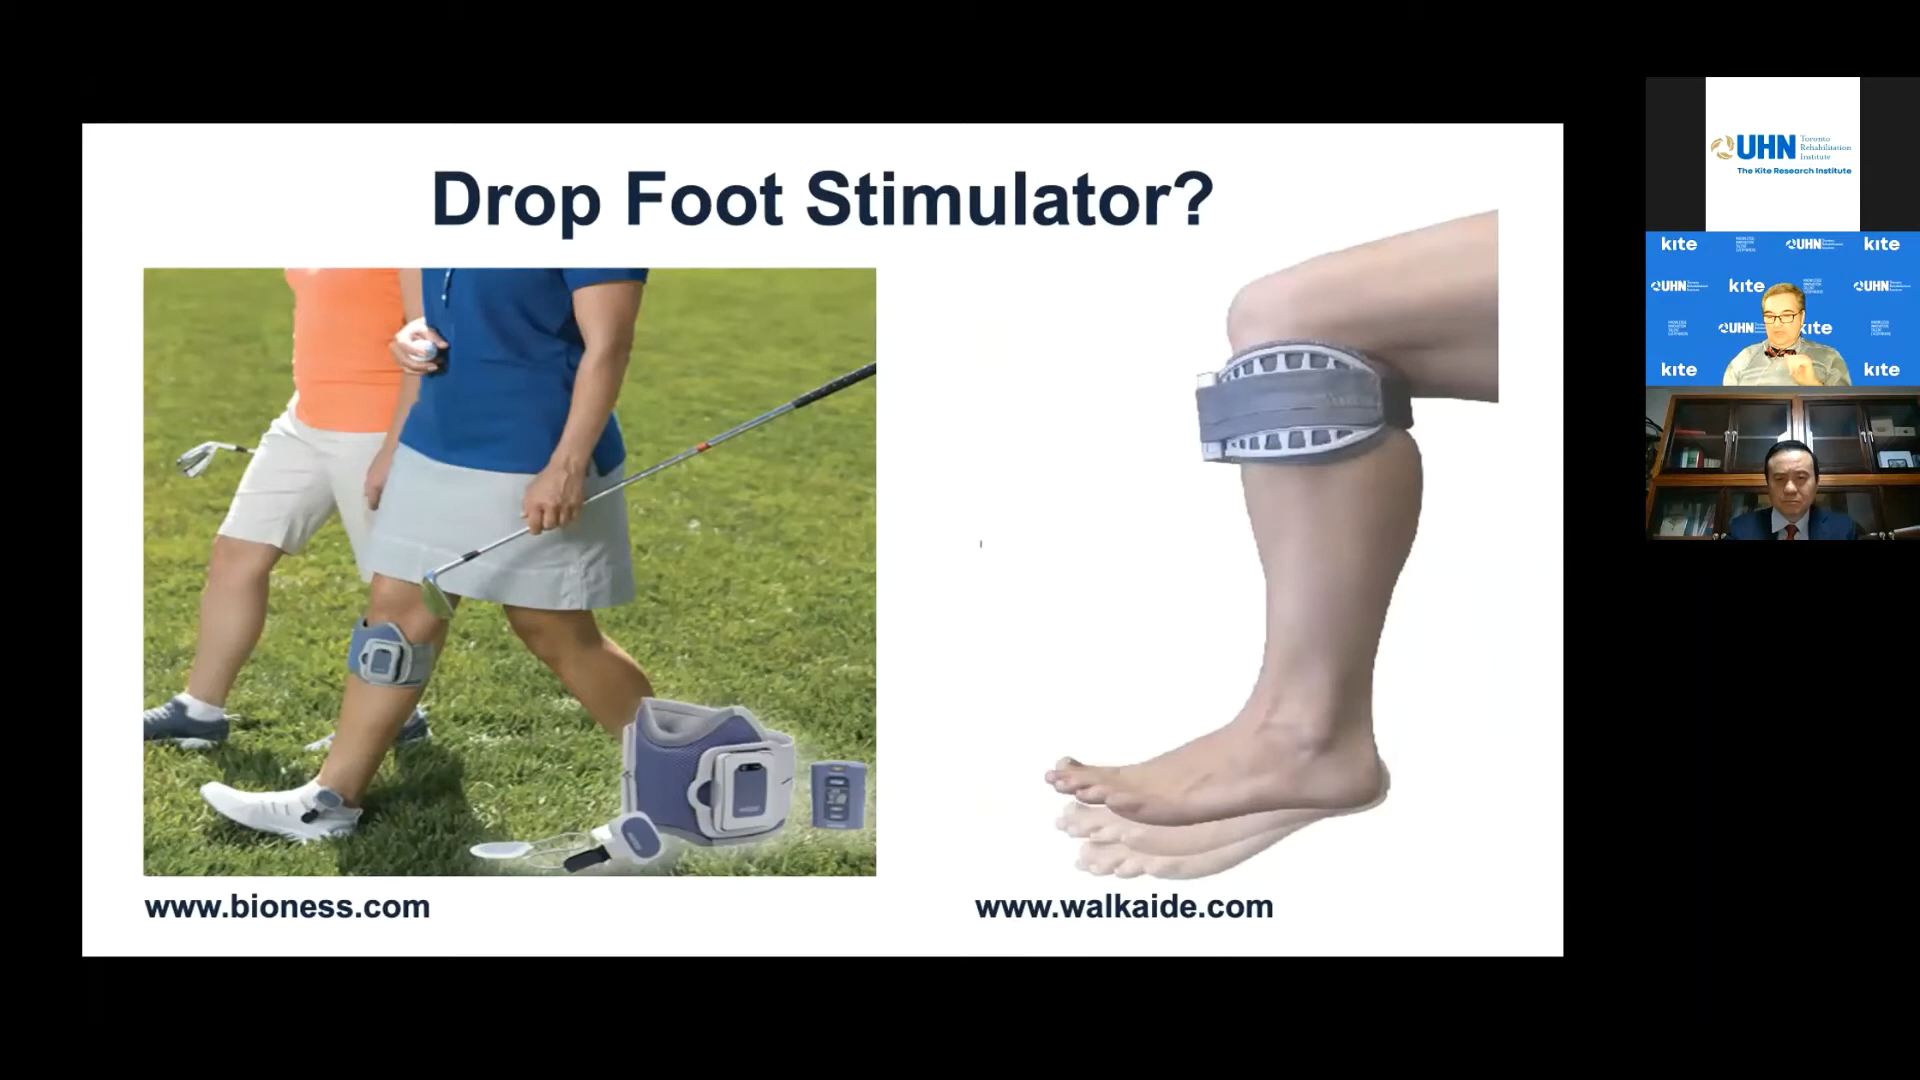 Drop Foot Stimulator?
www.bioness.com
www.walkaide.com
UHN
Toronto
Rehabilitation
Institute
The Kite Research Institute
kite
UHN
kite
UHN
kite
UHN
UHN
kite
kite
kite